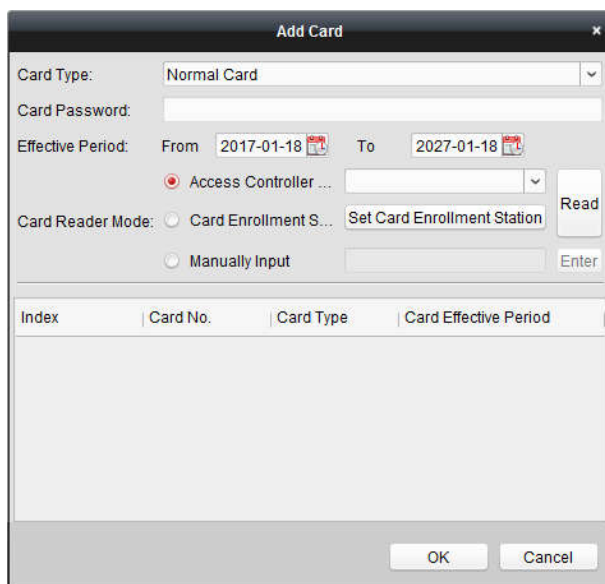 Add Card
Card Type: Normal Card
Card Password:
Effective Period: From 2017-01-18 To 2027-01-18
Access Controller ...
Card Reader Mode: Card Enrollment S... Set Card Enrollment Station Read
Manually Input Enter
Index Card No. Card Type Card Effective Period
OK Cancel